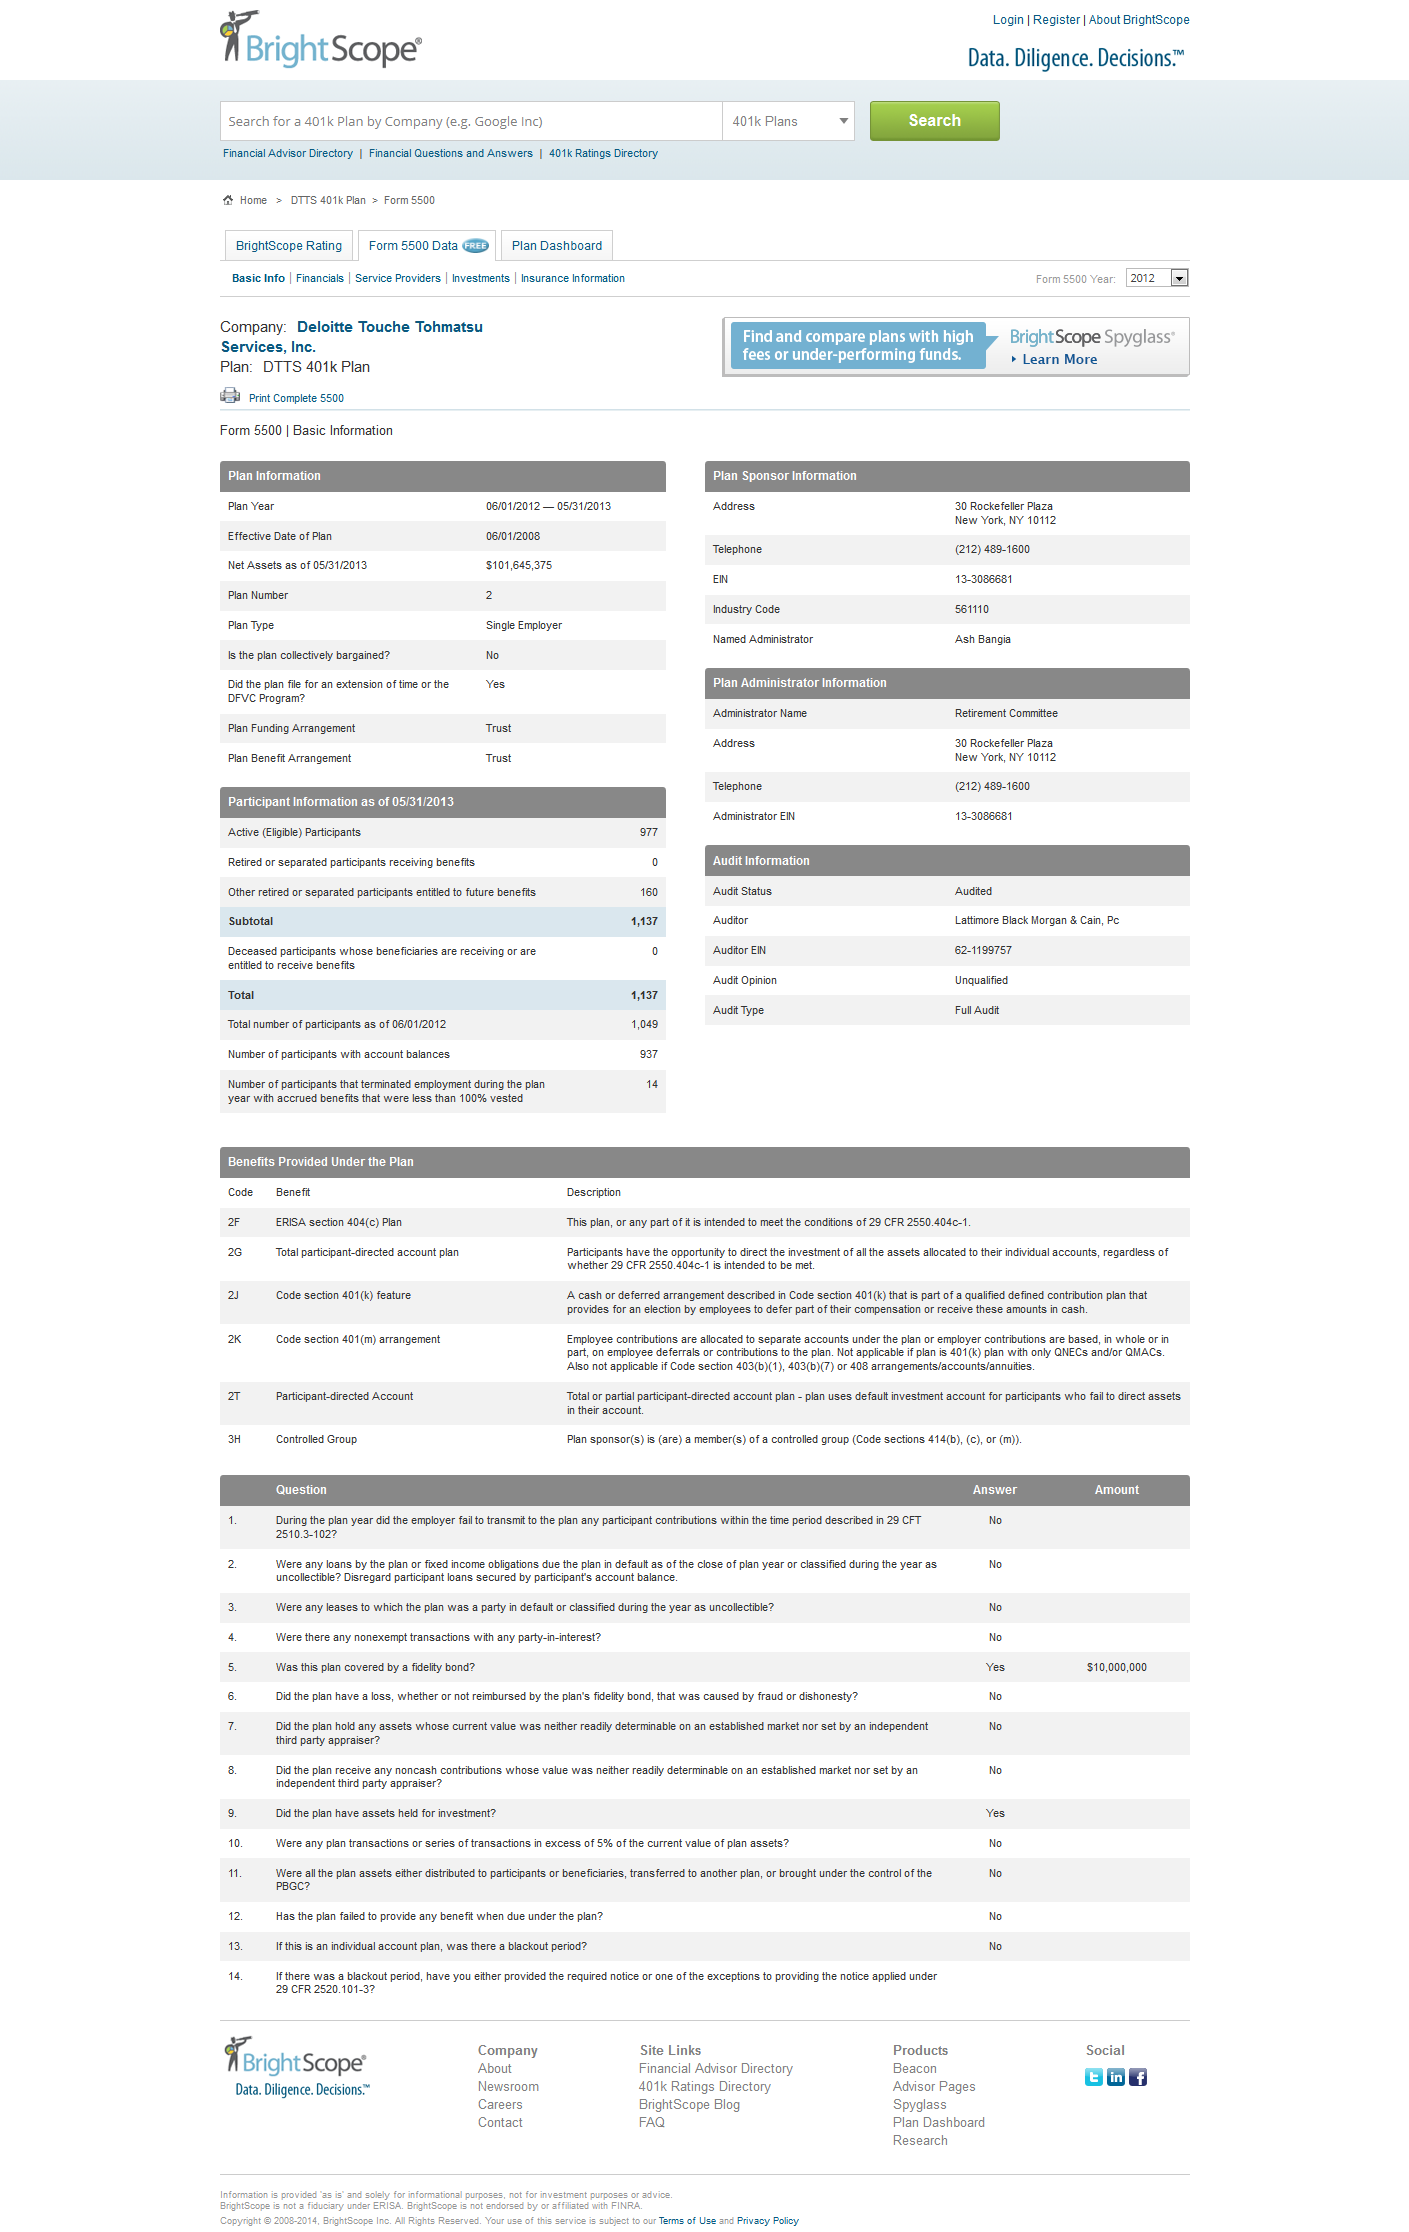 BrightScope®
Login | Register | About BrightScope
Data. Diligence. Decisions.™
Search for a 401k Plan by Company (e.g. Google Inc)
401k Plans
Search
Financial Advisor Directory | Financial Questions and Answers | 401k Ratings Directory
Home > DTTS 401k Plan > Form 5500
BrightScope Rating
Form 5500 Data FREE
Plan Dashboard
Basic Info | Financials | Service Providers | Investments | Insurance Information
Form 5500 Year: 2012
Company: Deloitte Touche Tohmatsu
Services, Inc.
Plan: DTTS 401k Plan
Find and compare plans with high
fees or under-performing funds.
BrightScope Spyglass®
Learn More
Print Complete 5500
Form 5500 | Basic Information
Plan Information
Plan Year 06/01/2012 — 05/31/2013
Effective Date of Plan 06/01/2008
Net Assets as of 05/31/2013 $101,645,375
Plan Number 2
Plan Type Single Employer
Is the plan collectively bargained? No
Did the plan file for an extension of time or the Yes
DFVC Program?
Plan Funding Arrangement Trust
Plan Benefit Arrangement Trust
Participant Information as of 05/31/2013
Active (Eligible) Participants 977
Retired or separated participants receiving benefits 0
Other retired or separated participants entitled to future benefits 160
Subtotal 1,137
Deceased participants whose beneficiaries are receiving or are 0
entitled to receive benefits
Total 1,137
Total number of participants as of 06/01/2012 1,049
Number of participants with account balances 937
Number of participants that terminated employment during the plan 14
year with accrued benefits that were less than 100% vested
Plan Sponsor Information
Address 30 Rockefeller Plaza
New York, NY 10112
Telephone (212) 489-1600
EIN 13-3086681
Industry Code 561110
Named Administrator Ash Bangia
Plan Administrator Information
Administrator Name Retirement Committee
Address 30 Rockefeller Plaza
New York, NY 10112
Telephone (212) 489-1600
Administrator EIN 13-3086681
Audit Information
Audit Status Audited
Auditor Lattimore Black Morgan & Cain, Pc
Auditor EIN 62-1199757
Audit Opinion Unqualified
Audit Type Full Audit
Benefits Provided Under the Plan
Code Benefit Description
2F ERISA section 404(c) Plan This plan, or any part of it is intended to meet the conditions of 29 CFR 2550.404c-1.
2G Total participant-directed account plan Participants have the opportunity to direct the investment of all the assets allocated to their individual accounts, regardless of
whether 29 CFR 2550.404c-1 is intended to be met.
2J Code section 401(k) feature A cash or deferred arrangement described in Code section 401(k) that is part of a qualified defined contribution plan that
provides for an election by employees to defer part of their compensation or receive these amounts in cash.
2K Code section 401(m) arrangement Employee contributions are allocated to separate accounts under the plan or employer contributions are based, in whole or in
part, on employee deferrals or contributions to the plan. Not applicable if plan is 401(k) plan with only QNECs and/or QMACs.
Also not applicable if Code section 403(b)(1), 403(b)(7) or 408 arrangements/accounts/annuities.
2T Participant-directed Account Total or partial participant-directed account plan - plan uses default investment account for participants who fail to direct assets
in their account.
3H Controlled Group Plan sponsor(s) is (are) a member(s) of a controlled group (Code sections 414(b), (c), or (m)).
Question Answer Amount
1. During the plan year did the employer fail to transmit to the plan any participant contributions within the time period described in 29 CFT No
2510.3-102?
2. Were any loans by the plan or fixed income obligations due the plan in default as of the close of plan year or classified during the year as No
uncollectible? Disregard participant loans secured by participant's account balance.
3. Were any leases to which the plan was a party in default or classified during the year as uncollectible? No
4. Were there any nonexempt transactions with any party-in-interest? No
5. Was this plan covered by a fidelity bond? Yes $10,000,000
6. Did the plan have a loss, whether or not reimbursed by the plan's fidelity bond, that was caused by fraud or dishonesty? No
7. Did the plan hold any assets whose current value was neither readily determinable on an established market nor set by an independent No
third party appraiser?
8. Did the plan receive any noncash contributions whose value was neither readily determinable on an established market nor set by an No
independent third party appraiser?
9. Did the plan have assets held for investment? Yes
10. Were any plan transactions or series of transactions in excess of 5% of the current value of plan assets? No
11. Were all the plan assets either distributed to participants or beneficiaries, transferred to another plan, or brought under the control of the No
PBGC?
12. Has the plan failed to provide any benefit when due under the plan? No
13. If this is an individual account plan, was there a blackout period? No
14. If there was a blackout period, have you either provided the required notice or one of the exceptions to providing the notice applied under
29 CFR 2520.101-3?
BrightScope®
Data. Diligence. Decisions.™
Company
About
Newsroom
Careers
Contact
Site Links
Financial Advisor Directory
401k Ratings Directory
BrightScope Blog
FAQ
Products
Beacon
Advisor Pages
Spyglass
Plan Dashboard
Research
Social
Information is provided 'as is' and solely for informational purposes, not for investment purposes or advice.
BrightScope is not a fiduciary under ERISA. BrightScope is not endorsed by or affiliated with FINRA.
Copyright © 2008-2014, BrightScope Inc. All Rights Reserved. Your use of this service is subject to our Terms of Use and Privacy Policy